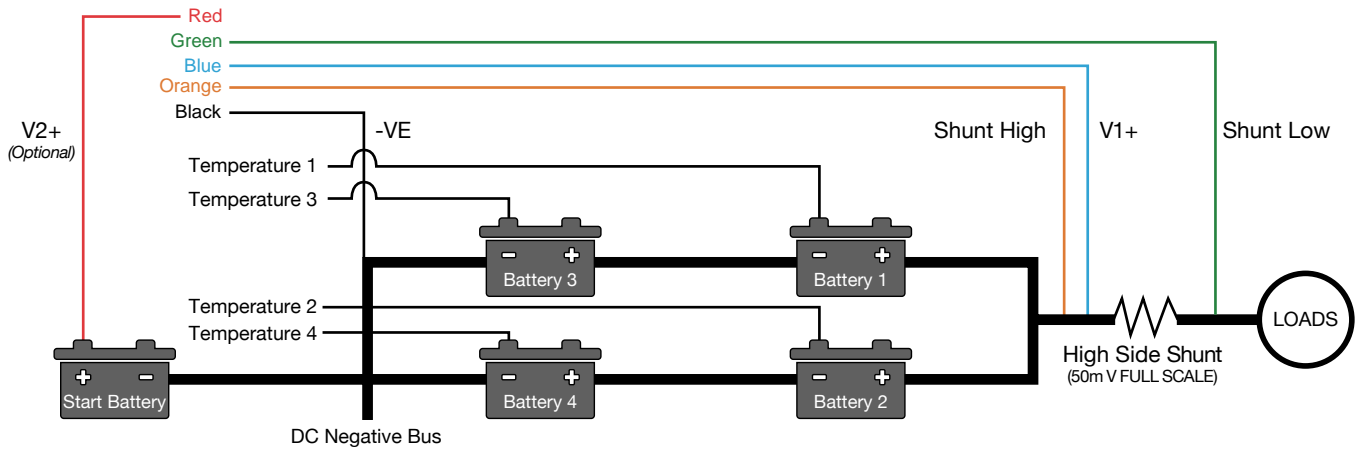 Red
Green
Blue
Orange
Black
V2+
(Optional)
-VE
Shunt High
V1+
Shunt Low
Temperature 1
Temperature 3
- +
Battery 3
- +
Battery 1
Temperature 2
Temperature 4
+ -
Start Battery
- +
Battery 4
- +
Battery 2
LOADS
High Side Shunt
(50m V FULL SCALE)
DC Negative Bus